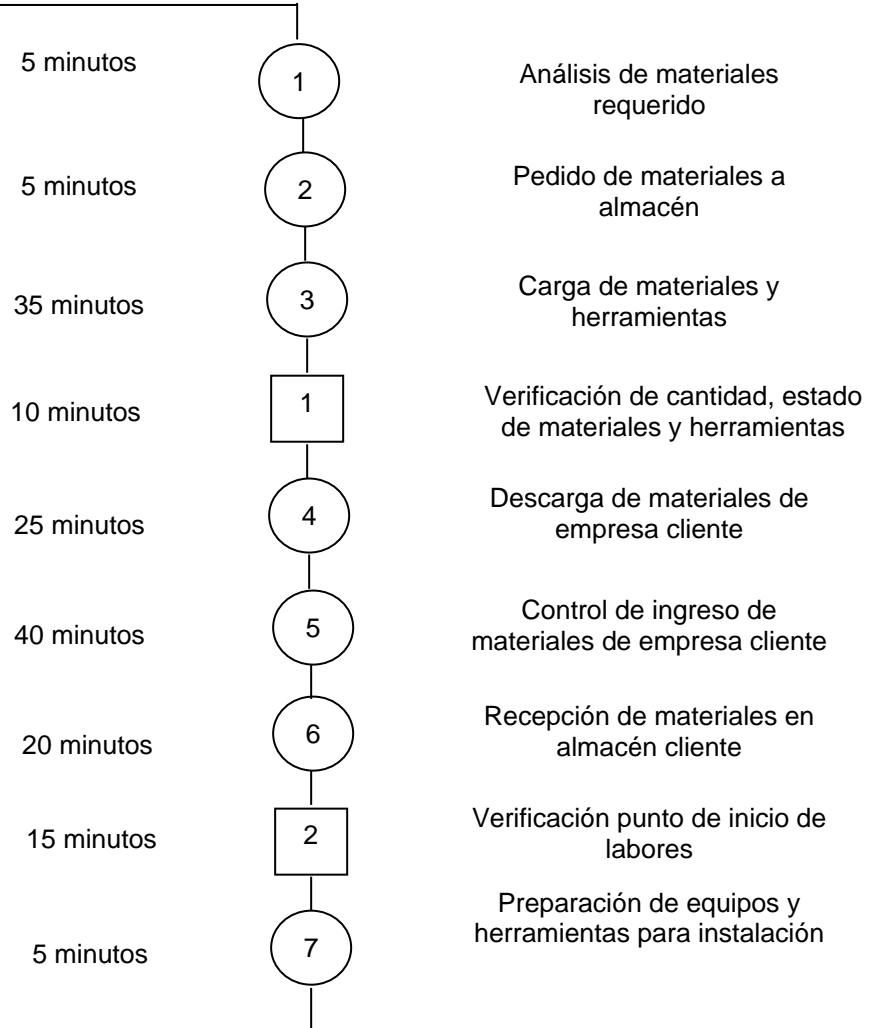 5 minutos
1
Análisis de materiales
requerido
5 minutos
2
Pedido de materiales a
almacén
35 minutos
3
Carga de materiales y
herramientas
10 minutos
1
Verificación de cantidad, estado
de materiales y herramientas
25 minutos
4
Descarga de materiales de
empresa cliente
40 minutos
5
Control de ingreso de
materiales de empresa cliente
20 minutos
6
Recepción de materiales en
almacén cliente
15 minutos
2
Verificación punto de inicio de
labores
5 minutos
7
Preparación de equipos y
herramientas para instalación